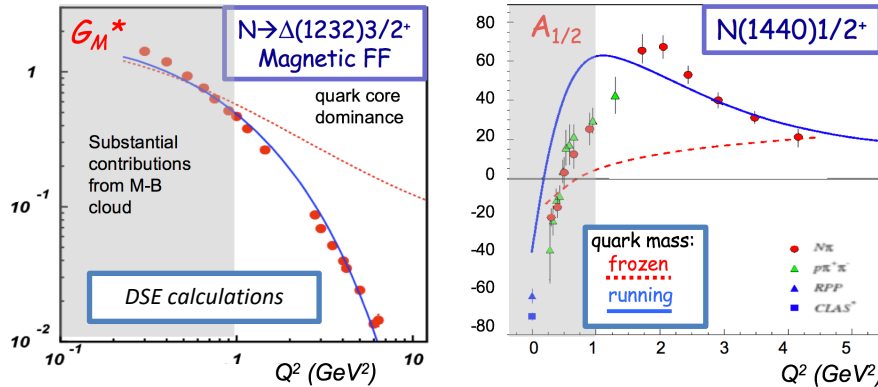 G_M*
N→Δ(1232)3/2⁺
Magnetic FF
quark core
dominance
Substantial
contributions
from M-B
cloud
DSE calculations
1
10⁻¹
10⁻²
10⁻¹
1
10
Q² (GeV²)
A₁/₂
N(1440)1/2⁺
80
60
40
20
0
-20
-40
-60
-80
quark mass:
frozen
running
Nπ
pπ⁺π⁻
RPP
CLAS*
0
1
2
3
4
5
Q² (GeV²)